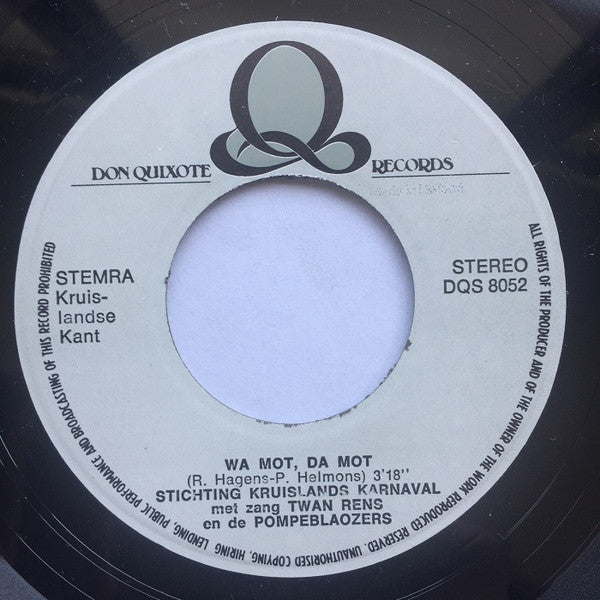 DON QUIXOTE RECORDS
STEMRA
Kruis-
landse
Kant
STEREO
DQS 8052
WA MOT, DA MOT
(R. Hagens-P. Helmons) 3'18''
STICHTING KRUISLANDS KARNAVAL
met zang TWAN RENS
en de POMPEBLAOZERS
ALL RIGHTS OF THE PRODUCER AND OF THE OWNER OF THE WORK REPRODUCED RESERVED. UNAUTHORISED COPYING, HIRING, LENDING, PUBLIC PERFORMANCE AND BROADCASTING OF THIS RECORD PROHIBITED